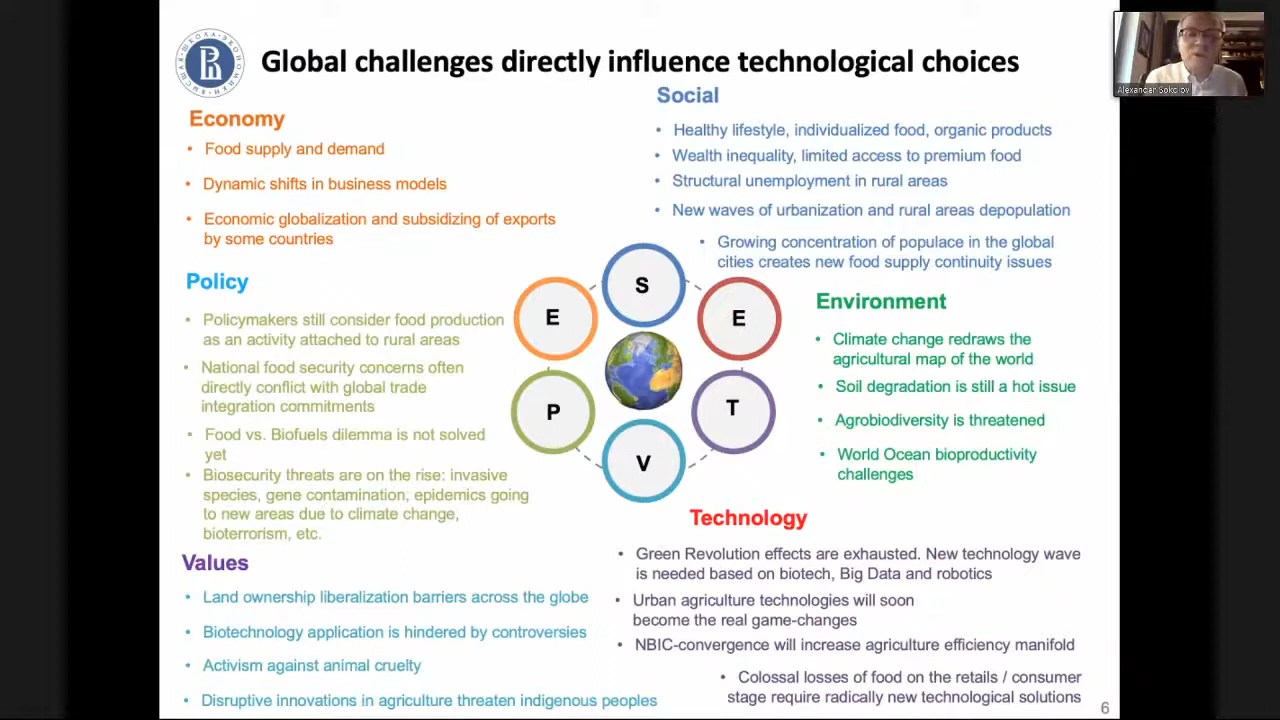 Global challenges directly influence technological choices
Alexander Sokolov
ВЫСШАЯ ШКОЛА ЭКОНОМИКИ
Economy
• Food supply and demand
• Dynamic shifts in business models
• Economic globalization and subsidizing of exports
by some countries
Social
• Healthy lifestyle, individualized food, organic products
• Wealth inequality, limited access to premium food
• Structural unemployment in rural areas
• New waves of urbanization and rural areas depopulation
• Growing concentration of populace in the global
cities creates new food supply continuity issues
Policy
• Policymakers still consider food production
as an activity attached to rural areas
• National food security concerns often
directly conflict with global trade
integration commitments
• Food vs. Biofuels dilemma is not solved
yet
• Biosecurity threats are on the rise: invasive
species, gene contamination, epidemics going
to new areas due to climate change,
bioterrorism, etc.
S
E
E
P
T
V
Environment
• Climate change redraws the
agricultural map of the world
• Soil degradation is still a hot issue
• Agrobiodiversity is threatened
• World Ocean bioproductivity
challenges
Values
• Land ownership liberalization barriers across the globe
• Biotechnology application is hindered by controversies
• Activism against animal cruelty
• Disruptive innovations in agriculture threaten indigenous peoples
Technology
• Green Revolution effects are exhausted. New technology wave
is needed based on biotech, Big Data and robotics
• Urban agriculture technologies will soon
become the real game-changes
• NBIC-convergence will increase agriculture efficiency manifold
• Colossal losses of food on the retails / consumer
stage require radically new technological solutions
6